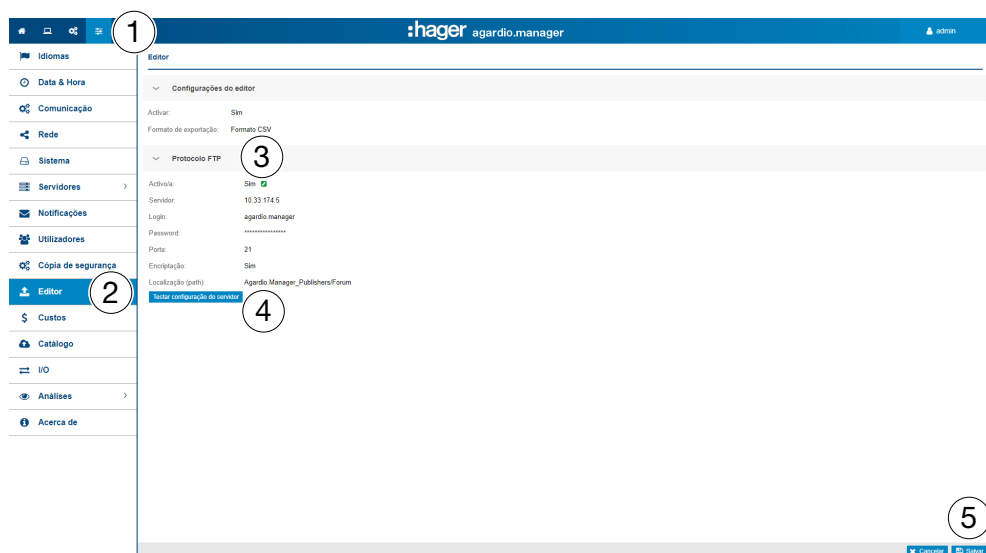 1
:hager agardio.manager
admin
Idiomas
Data & Hora
Comunicação
Rede
Sistema
Servidores
Notificações
Utilizadores
Cópia de segurança
Editor
2
Custos
Catálogo
I/O
Análises
Acerca de
Editor
Configurações do editor
Activar: Sim
Formato de exportação: Formato CSV
Protocolo FTP
3
Activo/a: Sim
Servidor: 10.33.174.5
Login: agardio.manager
Password: ***************
Porta: 21
Encriptação: Sim
Localização (path): Agardio.Manager_Publishers/Forum
Testar configuração do servidor
4
5
Cancelar Salvar